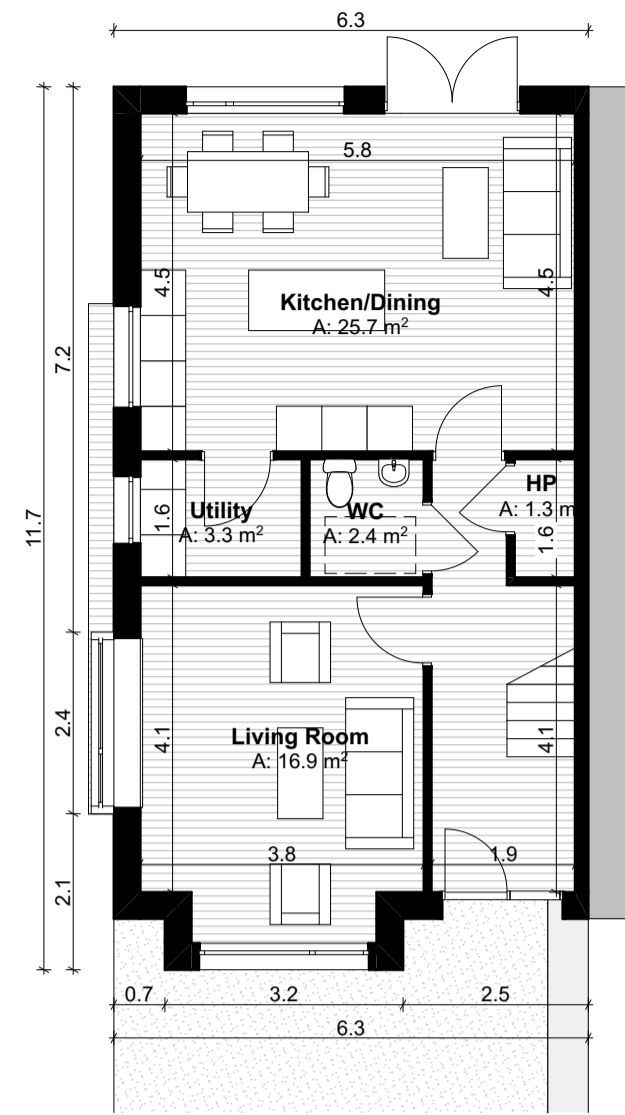 6.3
5.8
4.5
4.5
Kitchen/Dining
A: 25.7 m²
7.2
11.7
Utility
A: 3.3 m²
1.6
WC
A: 2.4 m²
HP
A: 1.3 m
1.6
2.4
4.1
Living Room
A: 16.9 m²
4.1
3.8
1.9
2.1
0.7
3.2
2.5
6.3